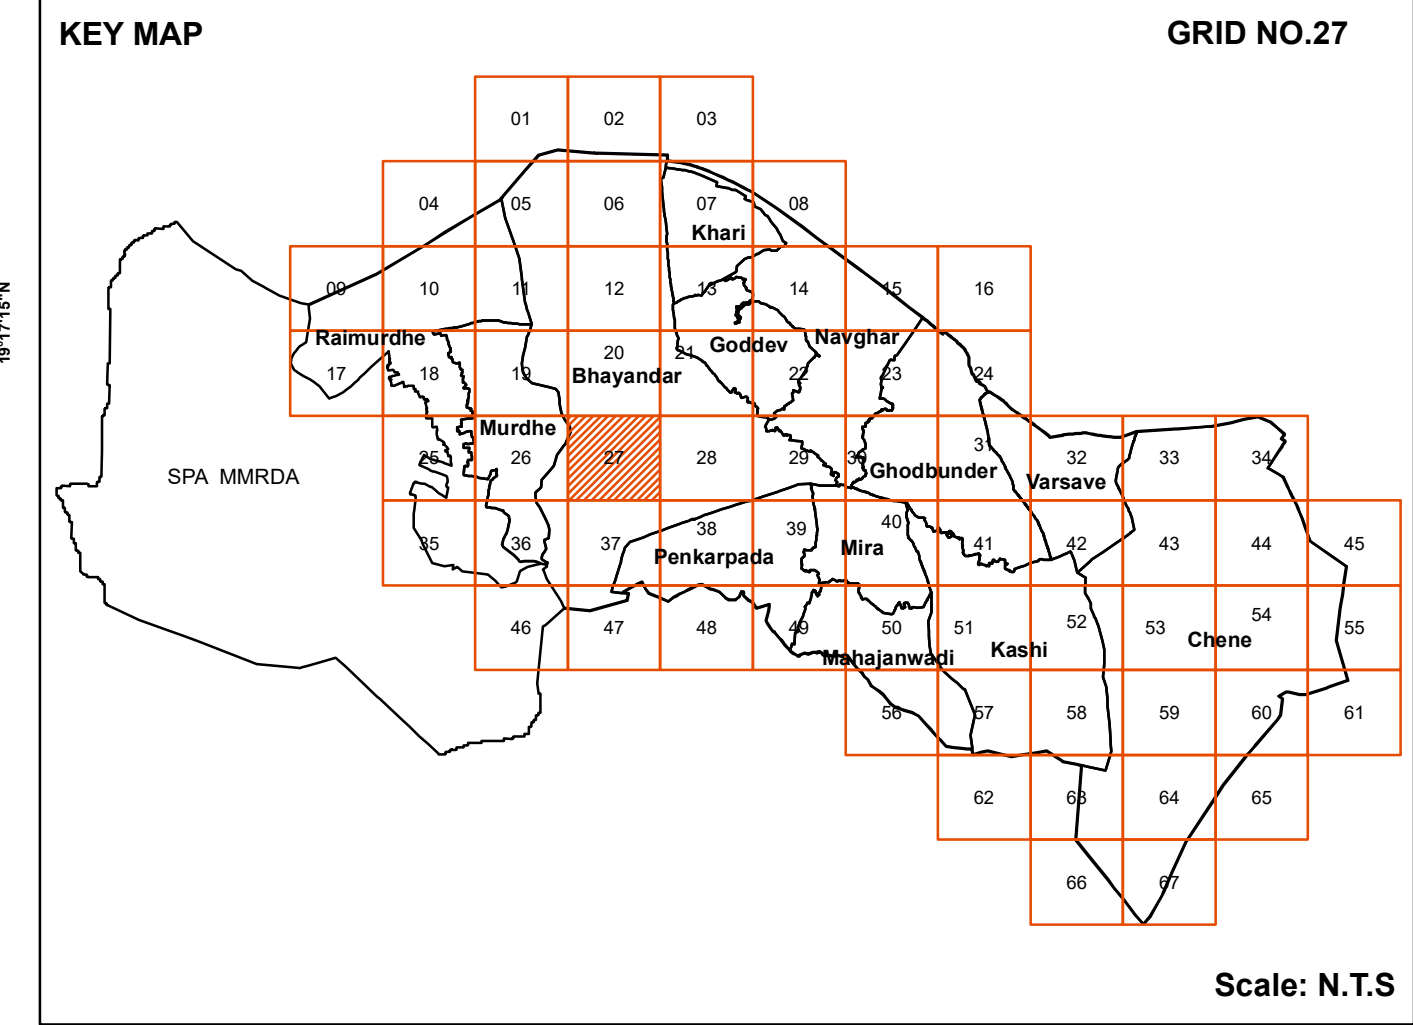 KEY MAP
GRID NO.27
01 02 03
04 05 06 07 08
Khari
09 10 11 12 13 14 15 16
19°17'15"N
Raimurdhe
Navghar
Goddev
20 21
17 18 19 22 23 24
Bhayandar
Murdhe
31
25 26 27 28 29 30 32 33 34
Ghodbunder
SPA MMRDA
Varsave
40
38 39
35 36 37 41 42 43 44 45
Mira
Penkarpada
54
52
46 47 48 49 50 51 53 55
Chene
Kashi
Mahajanwadi
56 57 58 59 60 61
62 63 64 65
66 67
Scale: N.T.S